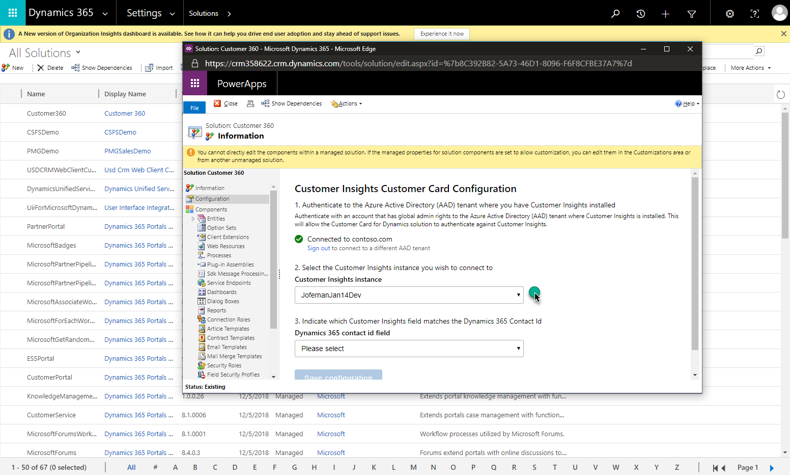 Dynamics 365
Settings
Solutions
A New version of Organization Insights dashboard is available. See how it can help you drive end user adoption and stay ahead of support issues.
Experience it now
All Solutions
New
Delete
Show Dependencies
Import
place
More Actions
Name
Display Name
Customer360
Customer 360
CSFSDemo
CSFSDemo
PMGDemo
PMGSalesDemo
USDCRMWebClientCu...
Usd Crm Web Client C...
DynamicsUnifiedServi...
Dynamics Unified Serv...
UiiForMicrosoftDynam...
User Interface Integrat...
PartnerPortal
Dynamics 365 Portals ...
MicrosoftBadges
Dynamics 365 Portals ...
MicrosoftPartnerPipeli...
Dynamics 365 Portals ...
MicrosoftPartnerPipeli...
Dynamics 365 Portals ...
MicrosoftAssociateWo...
Dynamics 365 Portals ...
MicrosoftForEachWor...
Dynamics 365 Portals ...
MicrosoftGetRandom...
Dynamics 365 Portals ...
ESSPortal
Dynamics 365 Portals ...
CustomerPortal
Dynamics 365 Portals ...
KnowledgeManageme...
Dynamics 365 Portals ...
1.0.0.26
12/5/2018
Managed
Microsoft
Extends portal knowledge management with fun...
CustomerService
Dynamics 365 Portals ...
8.1.0006
12/5/2018
Managed
Microsoft
Extends portals case management with function...
MicrosoftForumsWork...
Dynamics 365 Portals ...
8.1.0001
12/5/2018
Managed
Microsoft
Workflow processes utilized by Microsoft Forums.
MicrosoftForums
Dynamics 365 Portals ...
8.4.0.3
12/5/2018
Managed
Microsoft
Forums extend portals with online discussions to...
1 - 50 of 67 (0 selected)
All # A B C D E F G H I J K L M N O P Q R S T U V W X Y Z
Page 1
Solution: Customer 360 - Microsoft Dynamics 365 - Microsoft Edge
https://crm358622.crm.dynamics.com/tools/solution/edit.aspx?id=%7b8C392B82-5A73-46D1-8096-F6F8CFBE37A7%7d
PowerApps
File
Close
Show Dependencies
Actions
Help
Solution: Customer 360
Information
You cannot directly edit the components within a managed solution. If the managed properties for solution components are set to allow customization, you can edit them in the Customizations area or
from another unmanaged solution.
Solution Customer 360
Information
Configuration
Components
Entities
Option Sets
Client Extensions
Web Resources
Processes
Plug-in Assemblies
Sdk Message Processin...
Service Endpoints
Dashboards
Dialog Boxes
Reports
Connection Roles
Article Templates
Contract Templates
Email Templates
Mail Merge Templates
Security Roles
Field Security Profiles
Customer Insights Customer Card Configuration
1. Authenticate to the Azure Active Directory (AAD) tenant where you have Customer Insights installed
Authenticate with an account that has global admin rights to the Azure Active Directory (AAD) tenant where Customer Insights is installed. This
will allow the Customer Card for Dynamics solution to authenticate against Customer Insights.
Connected to contoso.com
Sign out to connect to a different AAD tenant
2. Select the Customer Insights instance you wish to connect to
Customer Insights instance
JofernanJan14Dev
3. Indicate which Customer Insights field matches the Dynamics 365 Contact Id
Dynamics 365 contact id field
Please select
Save configuration
Status: Existing